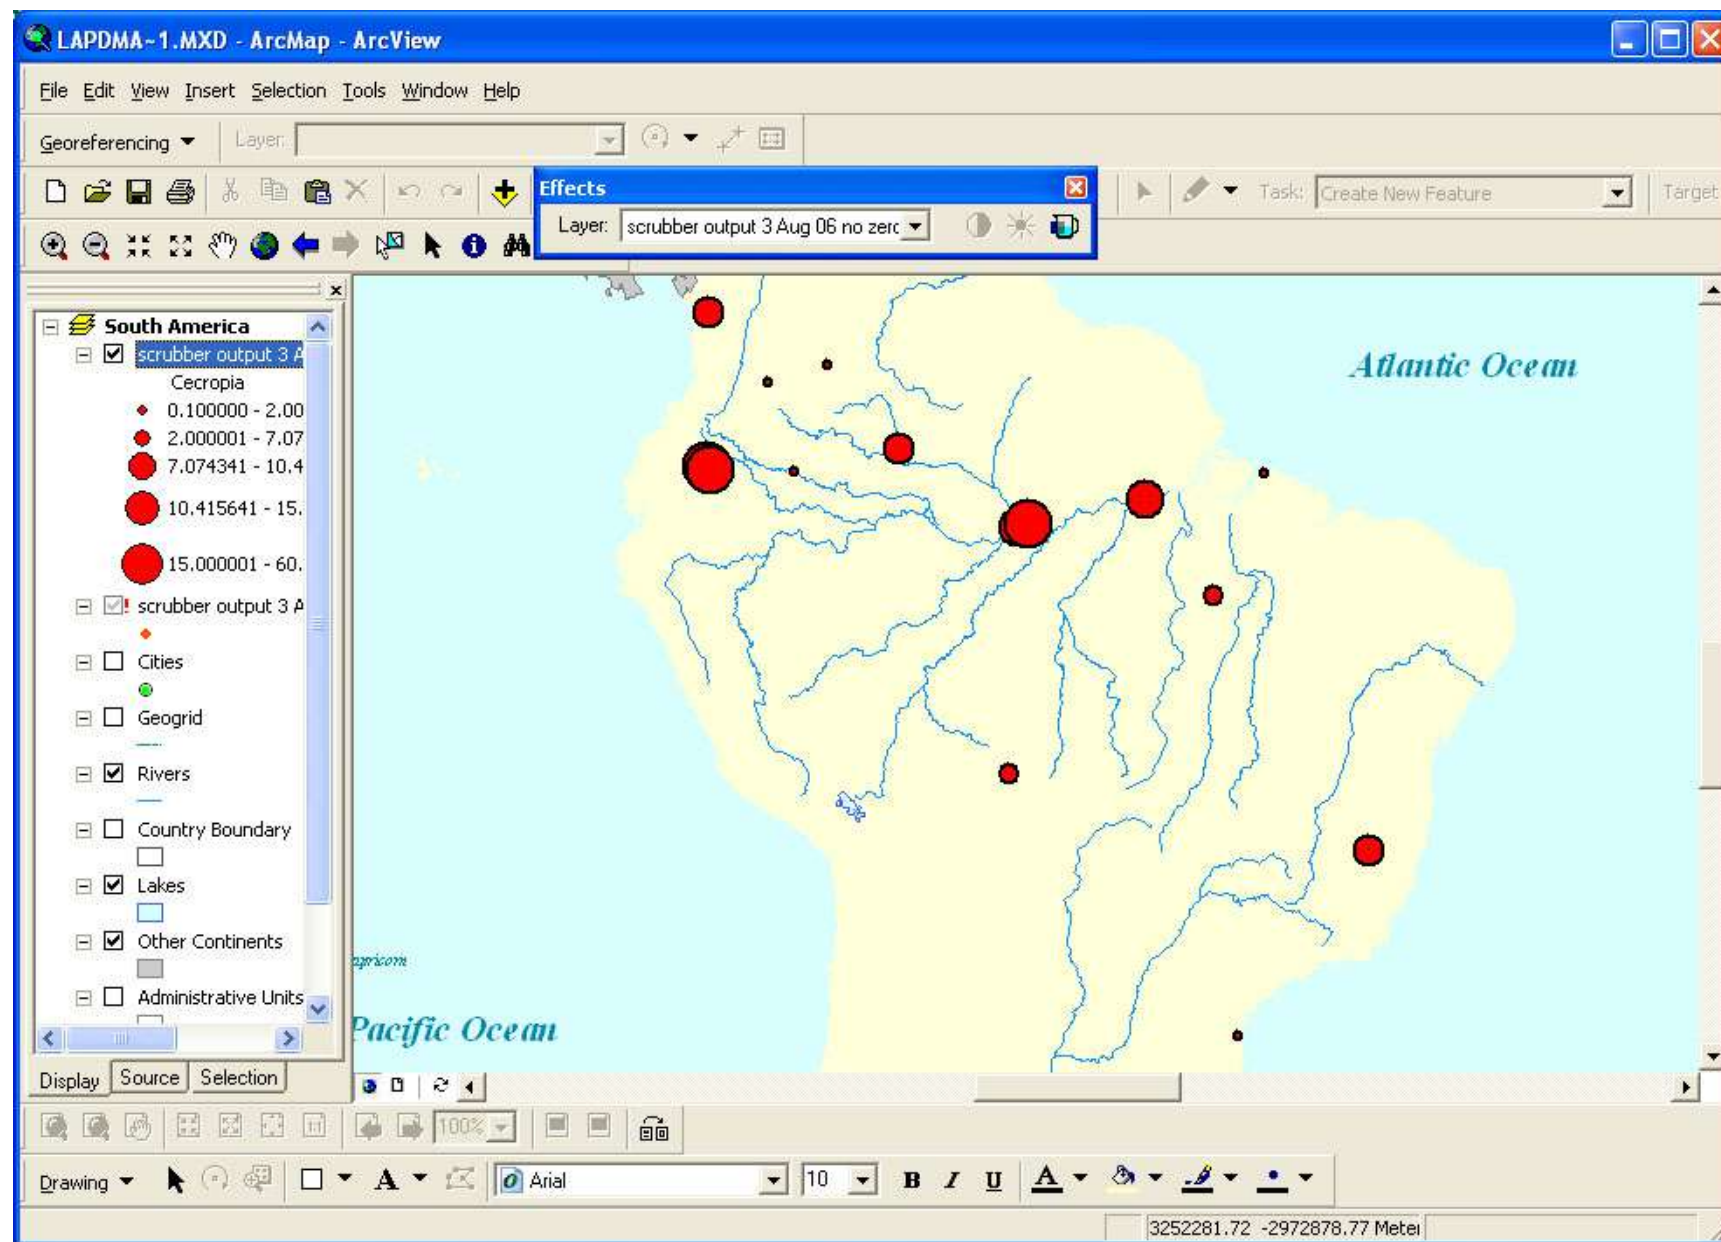 LAPDMA~1.MXD - ArcMap - ArcView
File Edit View Insert Selection Tools Window Help
Georeferencing Layer:
Effects
Task: Create New Feature Target
Layer: scrubber output 3 Aug 06 no zerc
South America
scrubber output 3 A
Cecropia
0.100000 - 2.00
2.000001 - 7.07
7.074341 - 10.4
10.415641 - 15.
15.000001 - 60.
scrubber output 3 A
Cities
Geogrid
Rivers
Country Boundary
Lakes
Other Continents
Administrative Units
Atlantic Ocean
apricorn
Pacific Ocean
Display Source Selection
100%
Drawing A Arial 10 B I U A
3252281.72 -2972878.77 Meter